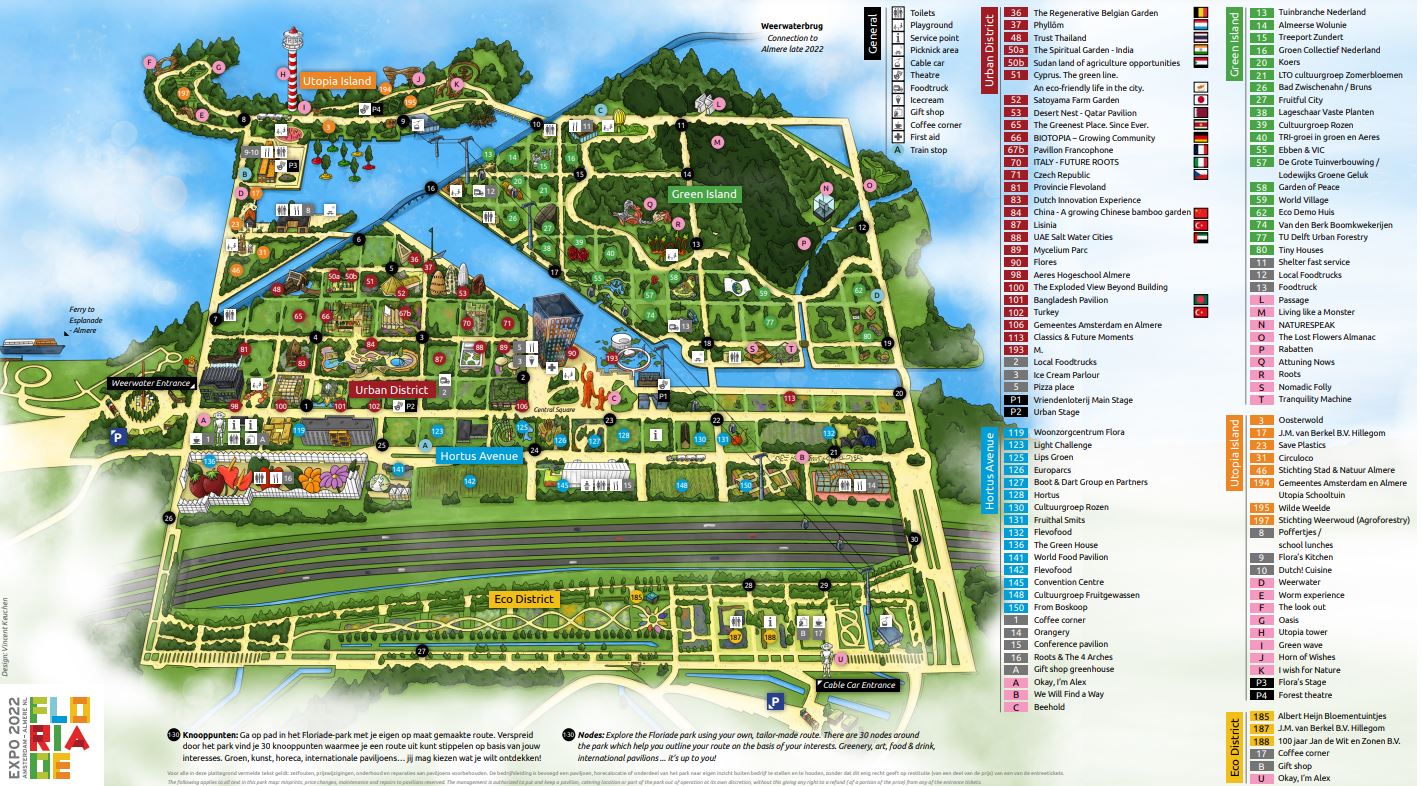 Weerwaterbrug
Connection to
Almere late 2022
Utopia Island
Green Island
Ferry to
Esplanade
- Almere
Weerwater Entrance
Urban District
Central Square
Hortus Avenue
Eco District
Cable Car Entrance
General
Toilets
Playground
Service point
Picknick area
Cable car
Theatre
Foodtruck
Icecream
Gift shop
Coffee corner
First aid
A Train stop
Urban District
36 The Regenerative Belgian Garden
37 Phyllōm
48 Trust Thailand
50a The Spiritual Garden - India
50b Sudan land of agriculture opportunities
51 Cyprus. The green line.
An eco-friendly life in the city.
52 Satoyama Farm Garden
53 Desert Nest - Qatar Pavilion
65 The Greenest Place. Since Ever.
66 BIOTOPIA – Growing Community
67b Pavillon Francophone
70 ITALY - FUTURE ROOTS
71 Czech Republic
81 Provincie Flevoland
83 Dutch Innovation Experience
84 China - A growing Chinese bamboo garden
87 Lisinia
88 UAE Salt Water Cities
89 Mycelium Parc
90 Flores
98 Aeres Hogeschool Almere
100 The Exploded View Beyond Building
101 Bangladesh Pavilion
102 Turkey
106 Gemeentes Amsterdam en Almere
113 Classics & Future Moments
193 M.
2 Local Foodtrucks
3 Ice Cream Parlour
5 Pizza place
P1 Vriendenloterij Main Stage
P2 Urban Stage
Hortus Avenue
119 Woonzorgcentrum Flora
123 Light Challenge
125 Lips Groen
126 Europarcs
127 Boot & Dart Group en Partners
128 Hortus
130 Cultuurgroep Rozen
131 Fruithal Smits
132 Flevofood
136 The Green House
141 World Food Pavilion
142 Flevofood
145 Convention Centre
148 Cultuurgroep Fruitgewassen
150 From Boskoop
1 Coffee corner
14 Orangery
15 Conference pavilion
16 Roots & The 4 Arches
A Gift shop greenhouse
A Okay, I'm Alex
B We Will Find a Way
C Beehold
Green Island
13 Tuinbranche Nederland
14 Almeerse Wolunie
15 Treeport Zundert
16 Groen Collectief Nederland
20 Koers
21 LTO cultuurgroep Zomerbloemen
26 Bad Zwischenahn / Bruns
27 Fruitful City
38 Lageschaar Vaste Planten
39 Cultuurgroep Rozen
40 TRI-groei in groen en Aeres
55 Ebben & VIC
57 De Grote Tuinverbouwing /
Lodewijks Groene Geluk
58 Garden of Peace
59 World Village
62 Eco Demo Huis
74 Van den Berk Boomkwekerijen
77 TU Delft Urban Forestry
80 Tiny Houses
11 Shelter fast service
12 Local Foodtrucks
13 Foodtruck
L Passage
M Living like a Monster
N NATURESPEAK
O The Lost Flowers Almanac
P Rabatten
Q Attuning Nows
R Roots
S Nomadic Folly
T Tranquility Machine
Utopia Island
3 Oosterwold
17 J.M. van Berkel B.V. Hillegom
23 Save Plastics
31 Circuloco
46 Stichting Stad & Natuur Almere
194 Gemeentes Amsterdam en Almere
Utopia Schooltuin
195 Wilde Weelde
197 Stichting Weerwoud (Agroforestry)
8 Poffertjes /
school lunches
9 Flora's Kitchen
10 Dutch! Cuisine
D Weerwater
E Worm experience
F The look out
G Oasis
H Utopia tower
I Green wave
J Horn of Wishes
K I wish for Nature
P3 Flora's Stage
P4 Forest theatre
Eco District
185 Albert Heijn Bloementuintjes
187 J.M. van Berkel B.V. Hillegom
188 100 jaar Jan de Wit en Zonen B.V.
17 Coffee corner
B Gift shop
U Okay, I'm Alex
Design: Vincent Keuchen
EXPO 2022
AMSTERDAM – ALMERE NL
FLORIADE
1-30 Knooppunten: Ga op pad in het Floriade-park met je eigen op maat gemaakte route. Verspreid
door het park vind je 30 knooppunten waarmee je een route uit kunt stippelen op basis van jouw
interesses. Groen, kunst, horeca, internationale paviljoens… jij mag kiezen wat je wilt ontdekken!
1-30 Nodes: Explore the Floriade park using your own, tailor-made route. There are 30 nodes around
the park which help you outline your route on the basis of your interests. Greenery, art, food & drink,
international pavilions … it's up to you!